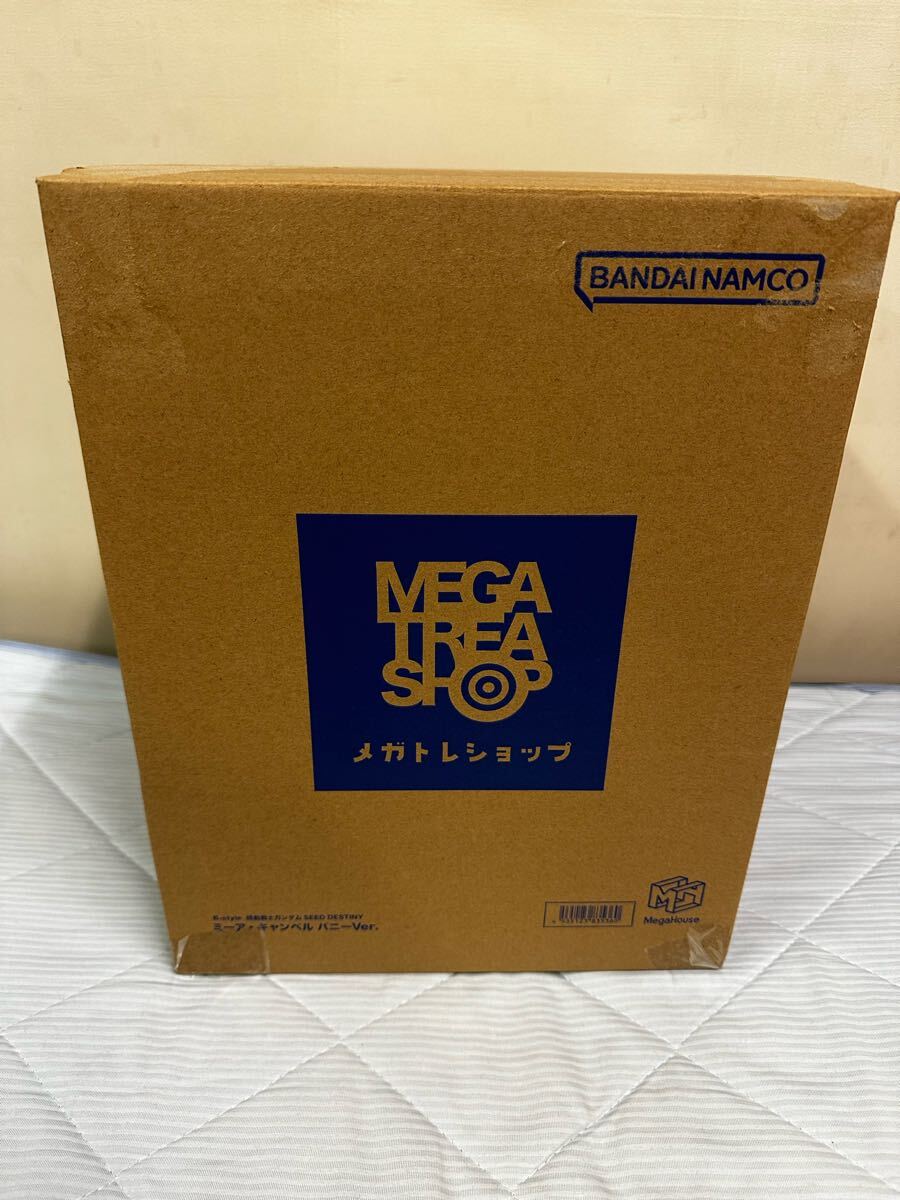 BANDAI NAMCO
MEGA
TREA
SHOP
メガトレショップ
B-style 機動戦士ガンダム SEED DESTINY
ミーア・キャンベル バニーVer.
MegaHouse